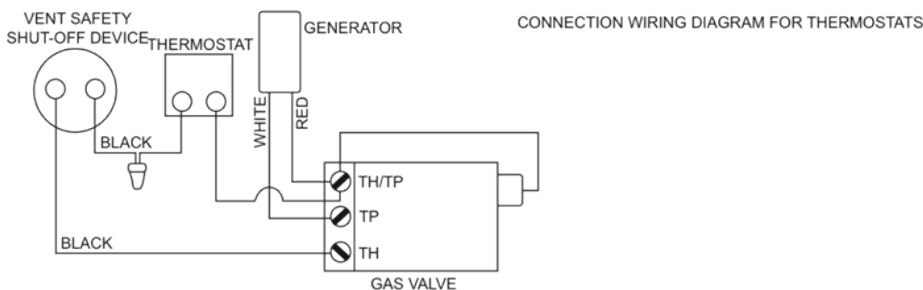 VENT SAFETY
SHUT-OFF DEVICE
THERMOSTAT
GENERATOR
CONNECTION WIRING DIAGRAM FOR THERMOSTATS
WHITE
RED
BLACK
TH/TP
TP
BLACK
TH
GAS VALVE